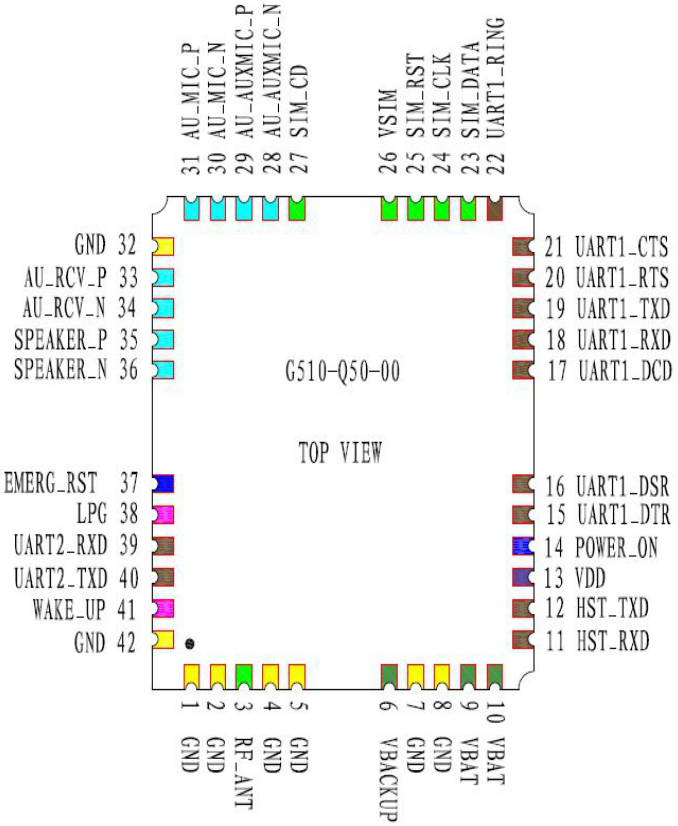 31 AU_MIC_P
30 AU_MIC_N
29 AU_AUXMIC_P
28 AU_AUXMIC_N
27 SIM_CD
26 VSIM
25 SIM_RST
24 SIM_CLK
23 SIM_DATA
22 UART1_RING
GND 32
AU_RCV_P 33
AU_RCV_N 34
SPEAKER_P 35
SPEAKER_N 36
EMERG_RST 37
LPG 38
UART2_RXD 39
UART2_TXD 40
WAKE_UP 41
GND 42
G510-Q50-00
TOP VIEW
21 UART1_CTS
20 UART1_RTS
19 UART1_TXD
18 UART1_RXD
17 UART1_DCD
16 UART1_DSR
15 UART1_DTR
14 POWER_ON
13 VDD
12 HST_TXD
11 HST_RXD
1 GND
2 GND
3 RF_ANT
4 GND
5 GND
6 VBACKUP
7 GND
8 GND
9 VBAT
10 VBAT